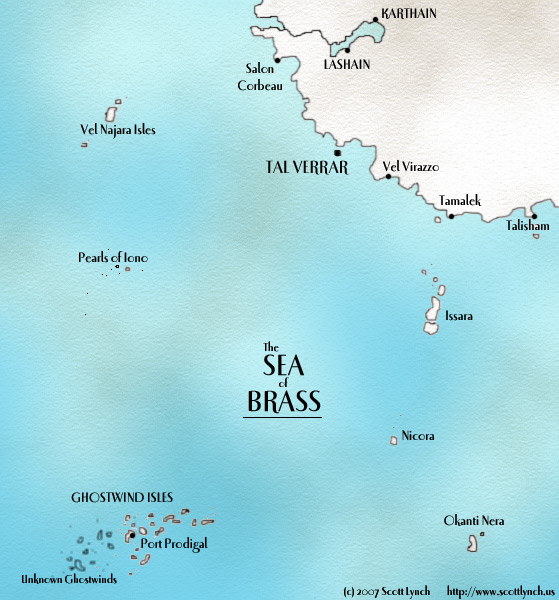 KARTHAIN
LASHAIN
Salon
Corbeau
Vel Najara Isles
TAL VERRAR
Vel Virazzo
Tamalek
Talisham
Pearls of Iono
Issara
The
SEA
of
BRASS
Nicora
GHOSTWIND ISLES
Okanti Nera
Port Prodigal
Unknown Ghostwinds
(c) 2007 Scott Lynch http://www.scottlynch.us